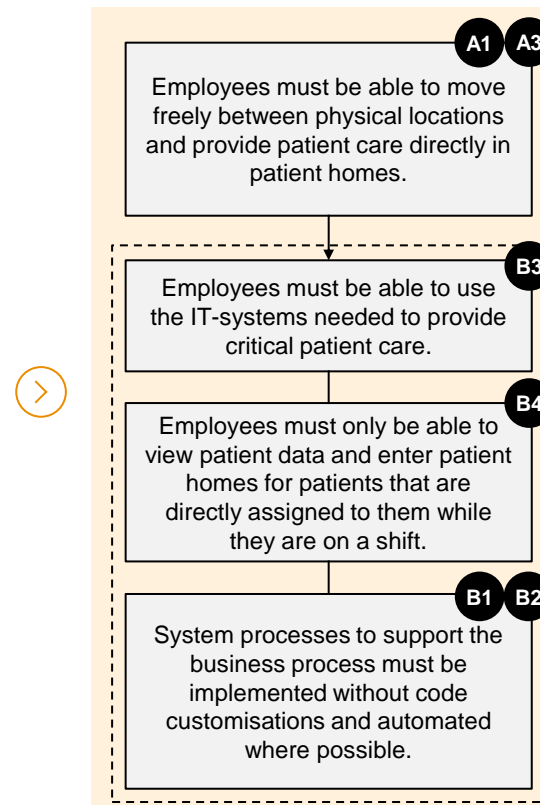 A1 A3
Employees must be able to move
freely between physical locations
and provide patient care directly in
patient homes.
B3
Employees must be able to use
the IT-systems needed to provide
critical patient care.
B4
Employees must only be able to
view patient data and enter patient
homes for patients that are
directly assigned to them while
they are on a shift.
B1 B2
System processes to support the
business process must be
implemented without code
customisations and automated
where possible.